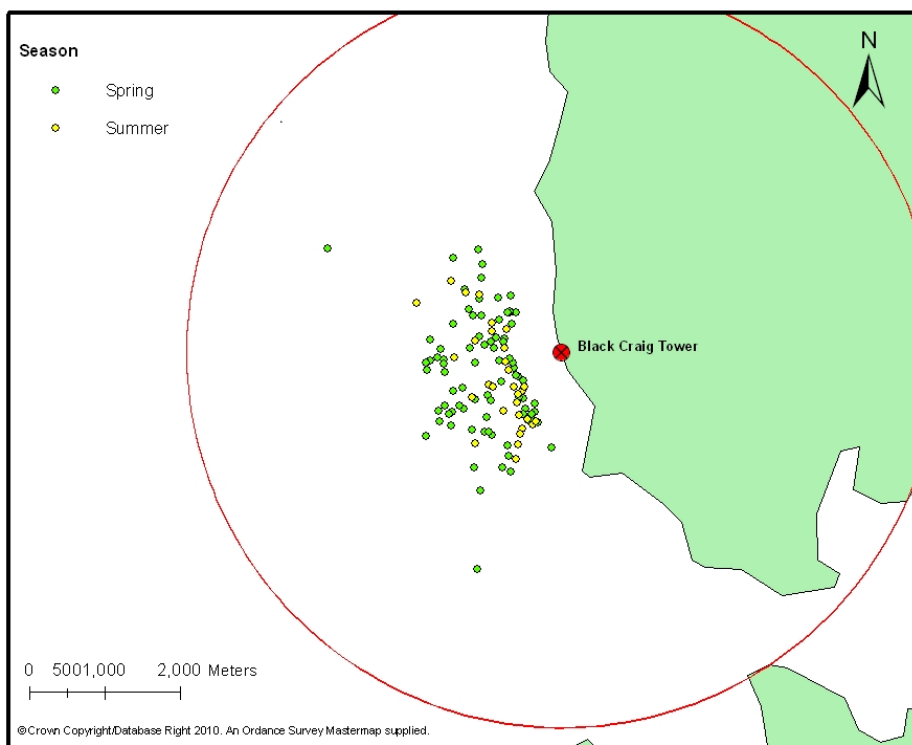 Season
N
Spring
Summer
Black Craig Tower
0 5001,000 2,000 Meters
©Crown Copyright/Database Right 2010. An Ordance Survey Mastermap supplied.